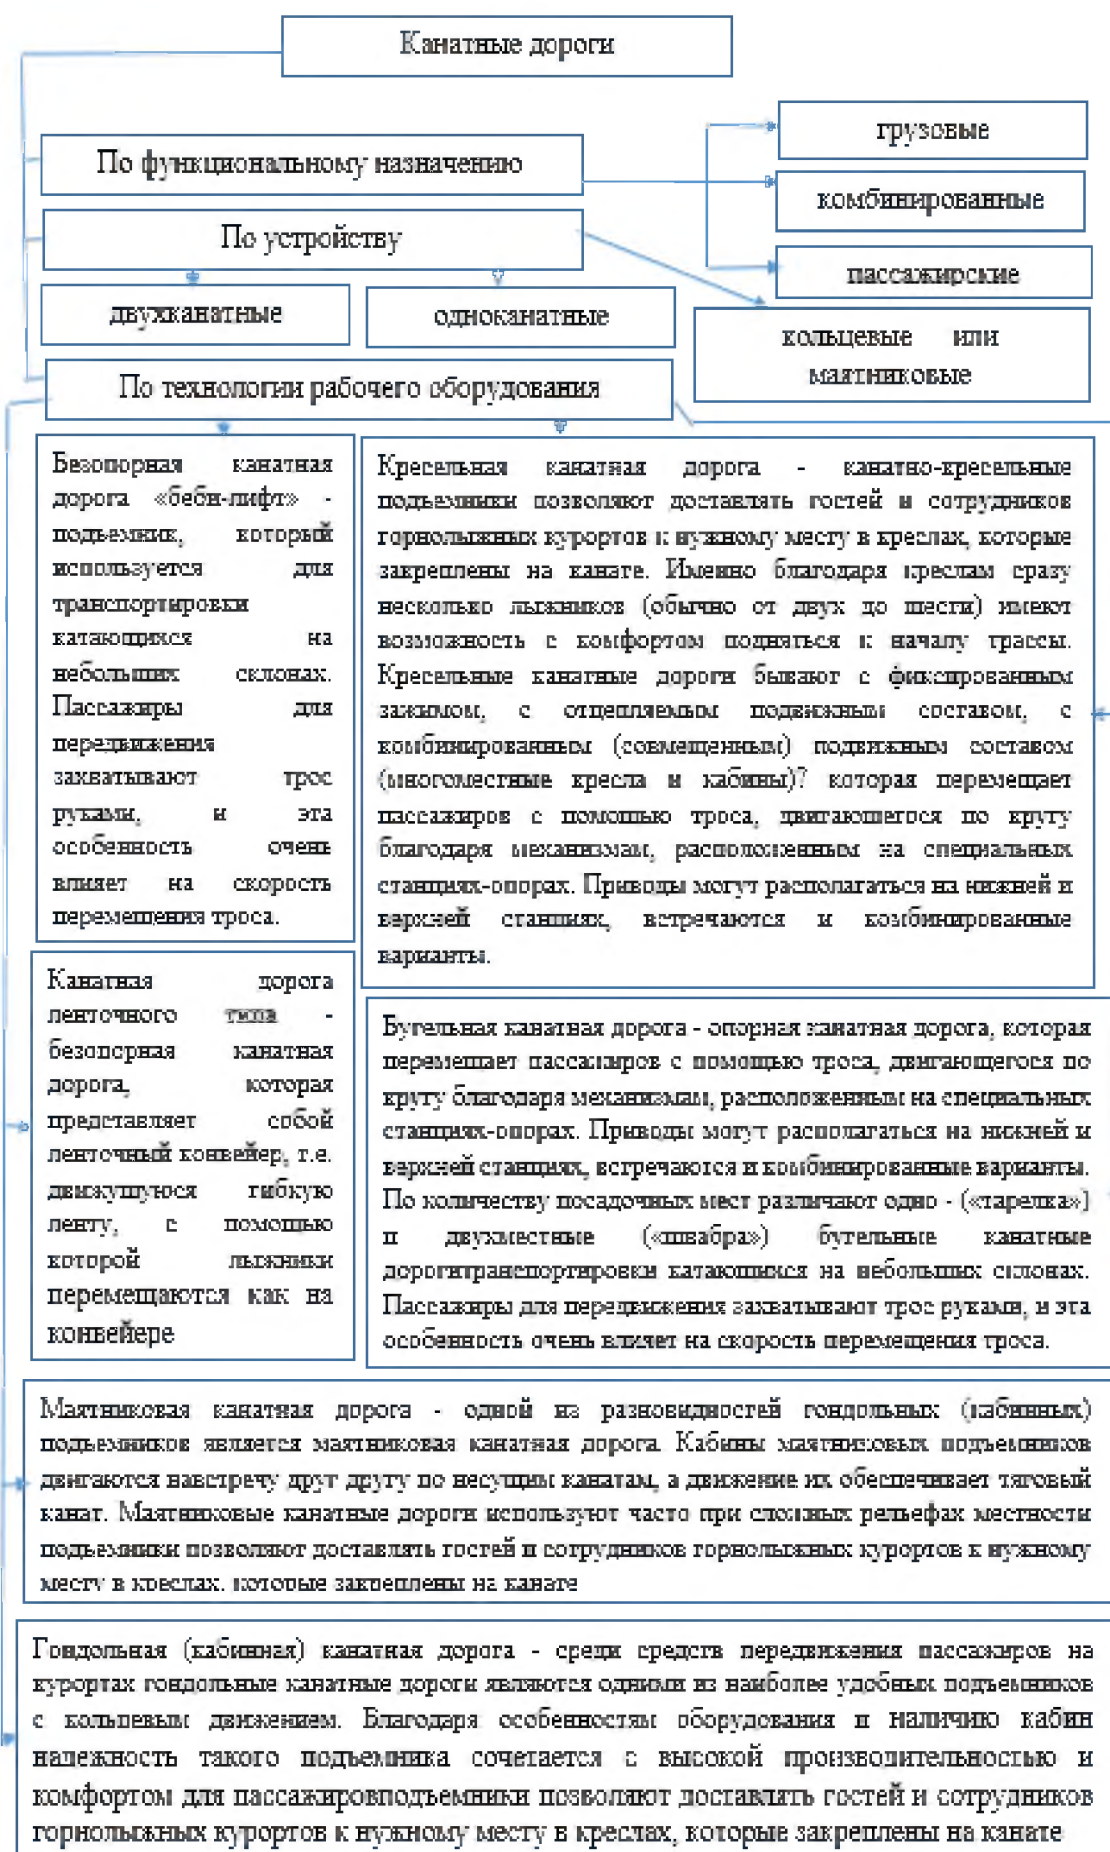 Канатные дороги
грузовые
По функциональному назначению
комбинированные
По устройству
пассажирские
двухканатные
одноканатные
кольцевые или
маятниковые
По технологии рабочего оборудования
Безопорная канатная
дорога «беби-лифт» -
подъемник, который
используется для
транспортировки
катающихся на
небольших склонах.
Пассажиры для
передвижения
захватывают трос
руками, и эта
особенность очень
влияет на скорость
перемещения троса.
Кресельная канатная дорога - канатно-кресельные
подъемники позволяют доставлять гостей и сотрудников
горнолыжных курортов к нужному месту в креслах, которые
закреплены на канате. Именно благодаря креслам сразу
несколько лыжников (обычно от двух до шести) имеют
возможность с комфортом подняться к началу трассы.
Кресельные канатные дороги бывают с фиксированным
зажимом, с отцепляемым подвижным составом, с
комбинированным (совмещенным) подвижным составом
(многоместные кресла и кабины)? которая перемещает
пассажиров с помощью троса, двигающегося по кругу
благодаря механизмам, расположенным на специальных
станциях-опорах. Приводы могут располагаться на нижней и
верхней станциях, встречаются и комбинированные
варианты.
Канатная дорога
ленточного типа -
безопорная канатная
дорога, которая
представляет собой
ленточный конвейер, т.е.
движущуюся гибкую
ленту, с помощью
которой лыжники
перемещаются как на
конвейере
Бугельная канатная дорога - опорная канатная дорога, которая
перемещает пассажиров с помощью троса, двигающегося по
кругу благодаря механизмам, расположенным на специальных
станциях-опорах. Приводы могут располагаться на нижней и
верхней станциях, встречаются и комбинированные варианты.
По количеству посадочных мест различают одно - («тарелка»)
и двухместные («швабра») бугельные канатные
дорогитранспортировки катающихся на небольших склонах.
Пассажиры для передвижения захватывают трос руками, и эта
особенность очень влияет на скорость перемещения троса.
Маятниковая канатная дорога - одной из разновидностей гондольных (кабинных)
подъемников является маятниковая канатная дорога. Кабины маятниковых подъемников
двигаются навстречу друг другу по несущим канатам, а движение их обеспечивает тяговый
канат. Маятниковые канатные дороги используют часто при сложных рельефах местности
подъемники позволяют доставлять гостей и сотрудников горнолыжных курортов к нужному
месту в креслах, которые закреплены на канате
Гондольная (кабинная) канатная дорога - среди средств передвижения пассажиров на
курортах гондольные канатные дороги являются одними из наиболее удобных подъемников
с кольцевым движением. Благодаря особенностям оборудования и наличию кабин
надежность такого подъемника сочетается с высокой производительностью и
комфортом для пассажировподъемники позволяют доставлять гостей и сотрудников
горнолыжных курортов к нужному месту в креслах, которые закреплены на канате